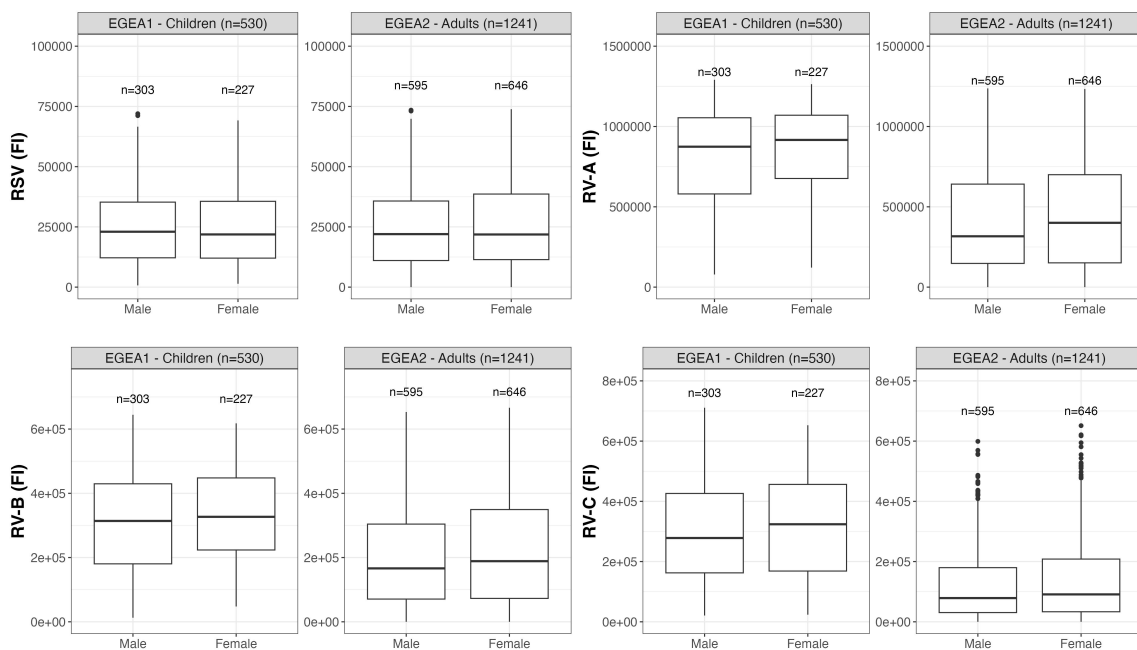 EGEA1 - Children (n=530)
EGEA2 - Adults (n=1241)
EGEA1 - Children (n=530)
EGEA2 - Adults (n=1241)
RSV (FI)
100000
75000
50000
25000
0
n=303
n=227
Male
Female
100000
75000
50000
25000
0
n=595
n=646
Male
Female
RV-A (FI)
1500000
1000000
500000
0
n=303
n=227
Male
Female
1500000
1000000
500000
0
n=595
n=646
Male
Female
EGEA1 - Children (n=530)
EGEA2 - Adults (n=1241)
EGEA1 - Children (n=530)
EGEA2 - Adults (n=1241)
RV-B (FI)
6e+05
4e+05
2e+05
0e+00
n=303
n=227
Male
Female
6e+05
4e+05
2e+05
0e+00
n=595
n=646
Male
Female
RV-C (FI)
8e+05
6e+05
4e+05
2e+05
0e+00
n=303
n=227
Male
Female
8e+05
6e+05
4e+05
2e+05
0e+00
n=595
n=646
Male
Female